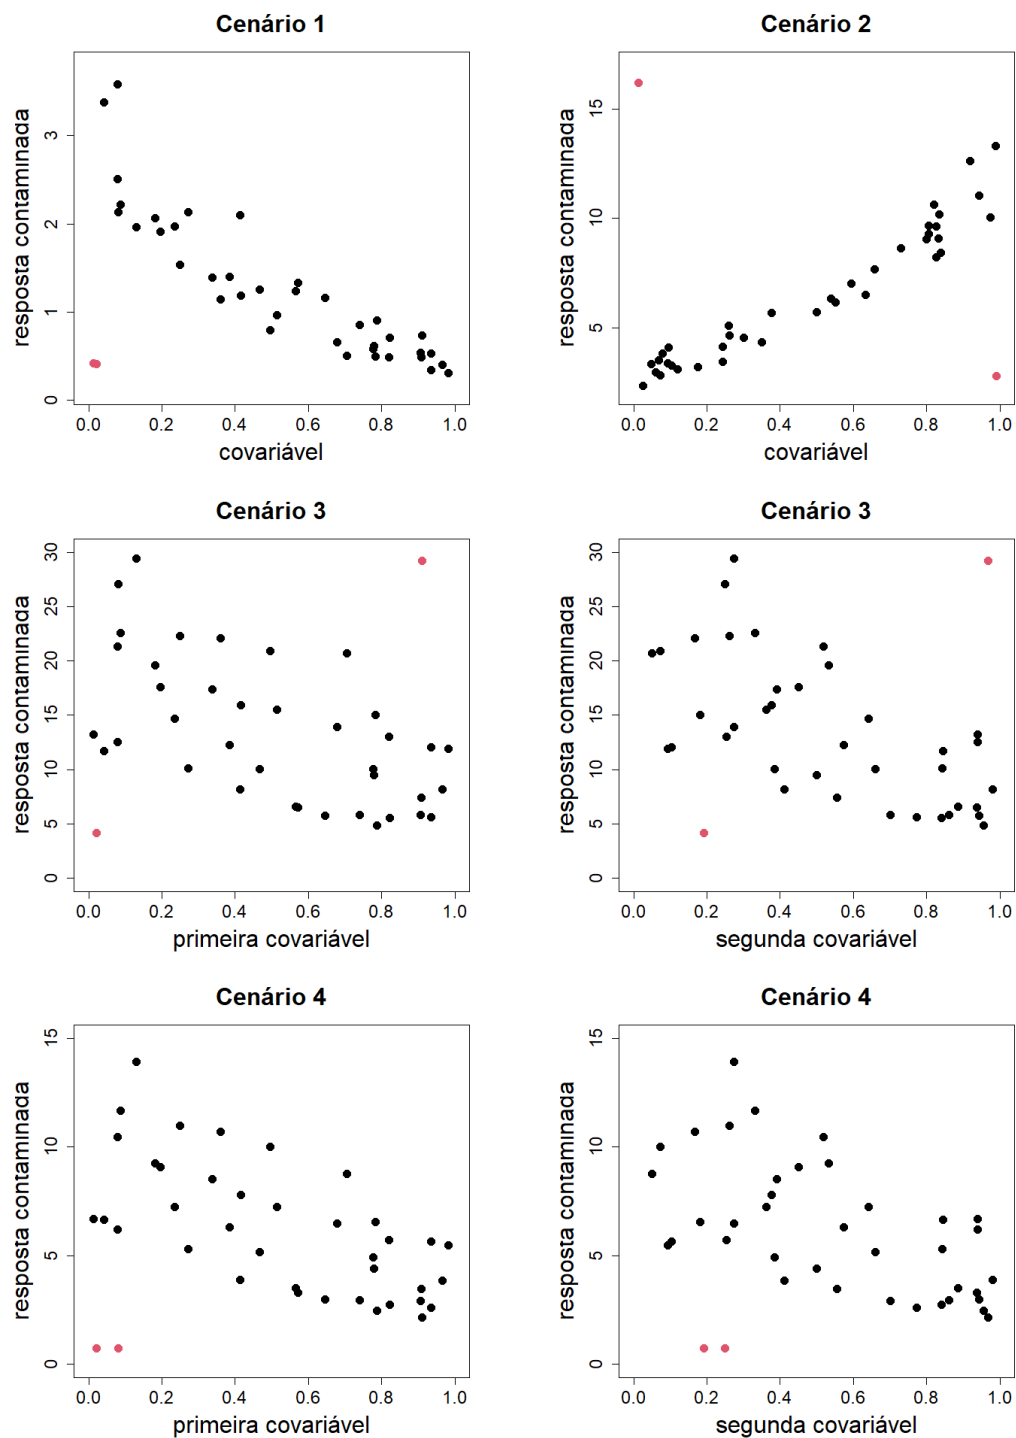 Cenário 1
resposta contaminada
0 1 2 3
0.0 0.2 0.4 0.6 0.8 1.0
covariável
Cenário 2
resposta contaminada
5 10 15
0.0 0.2 0.4 0.6 0.8 1.0
covariável
Cenário 3
resposta contaminada
0 5 10 15 20 25 30
0.0 0.2 0.4 0.6 0.8 1.0
primeira covariável
Cenário 3
resposta contaminada
0 5 10 15 20 25 30
0.0 0.2 0.4 0.6 0.8 1.0
segunda covariável
Cenário 4
resposta contaminada
0 5 10 15
0.0 0.2 0.4 0.6 0.8 1.0
primeira covariável
Cenário 4
resposta contaminada
0 5 10 15
0.0 0.2 0.4 0.6 0.8 1.0
segunda covariável